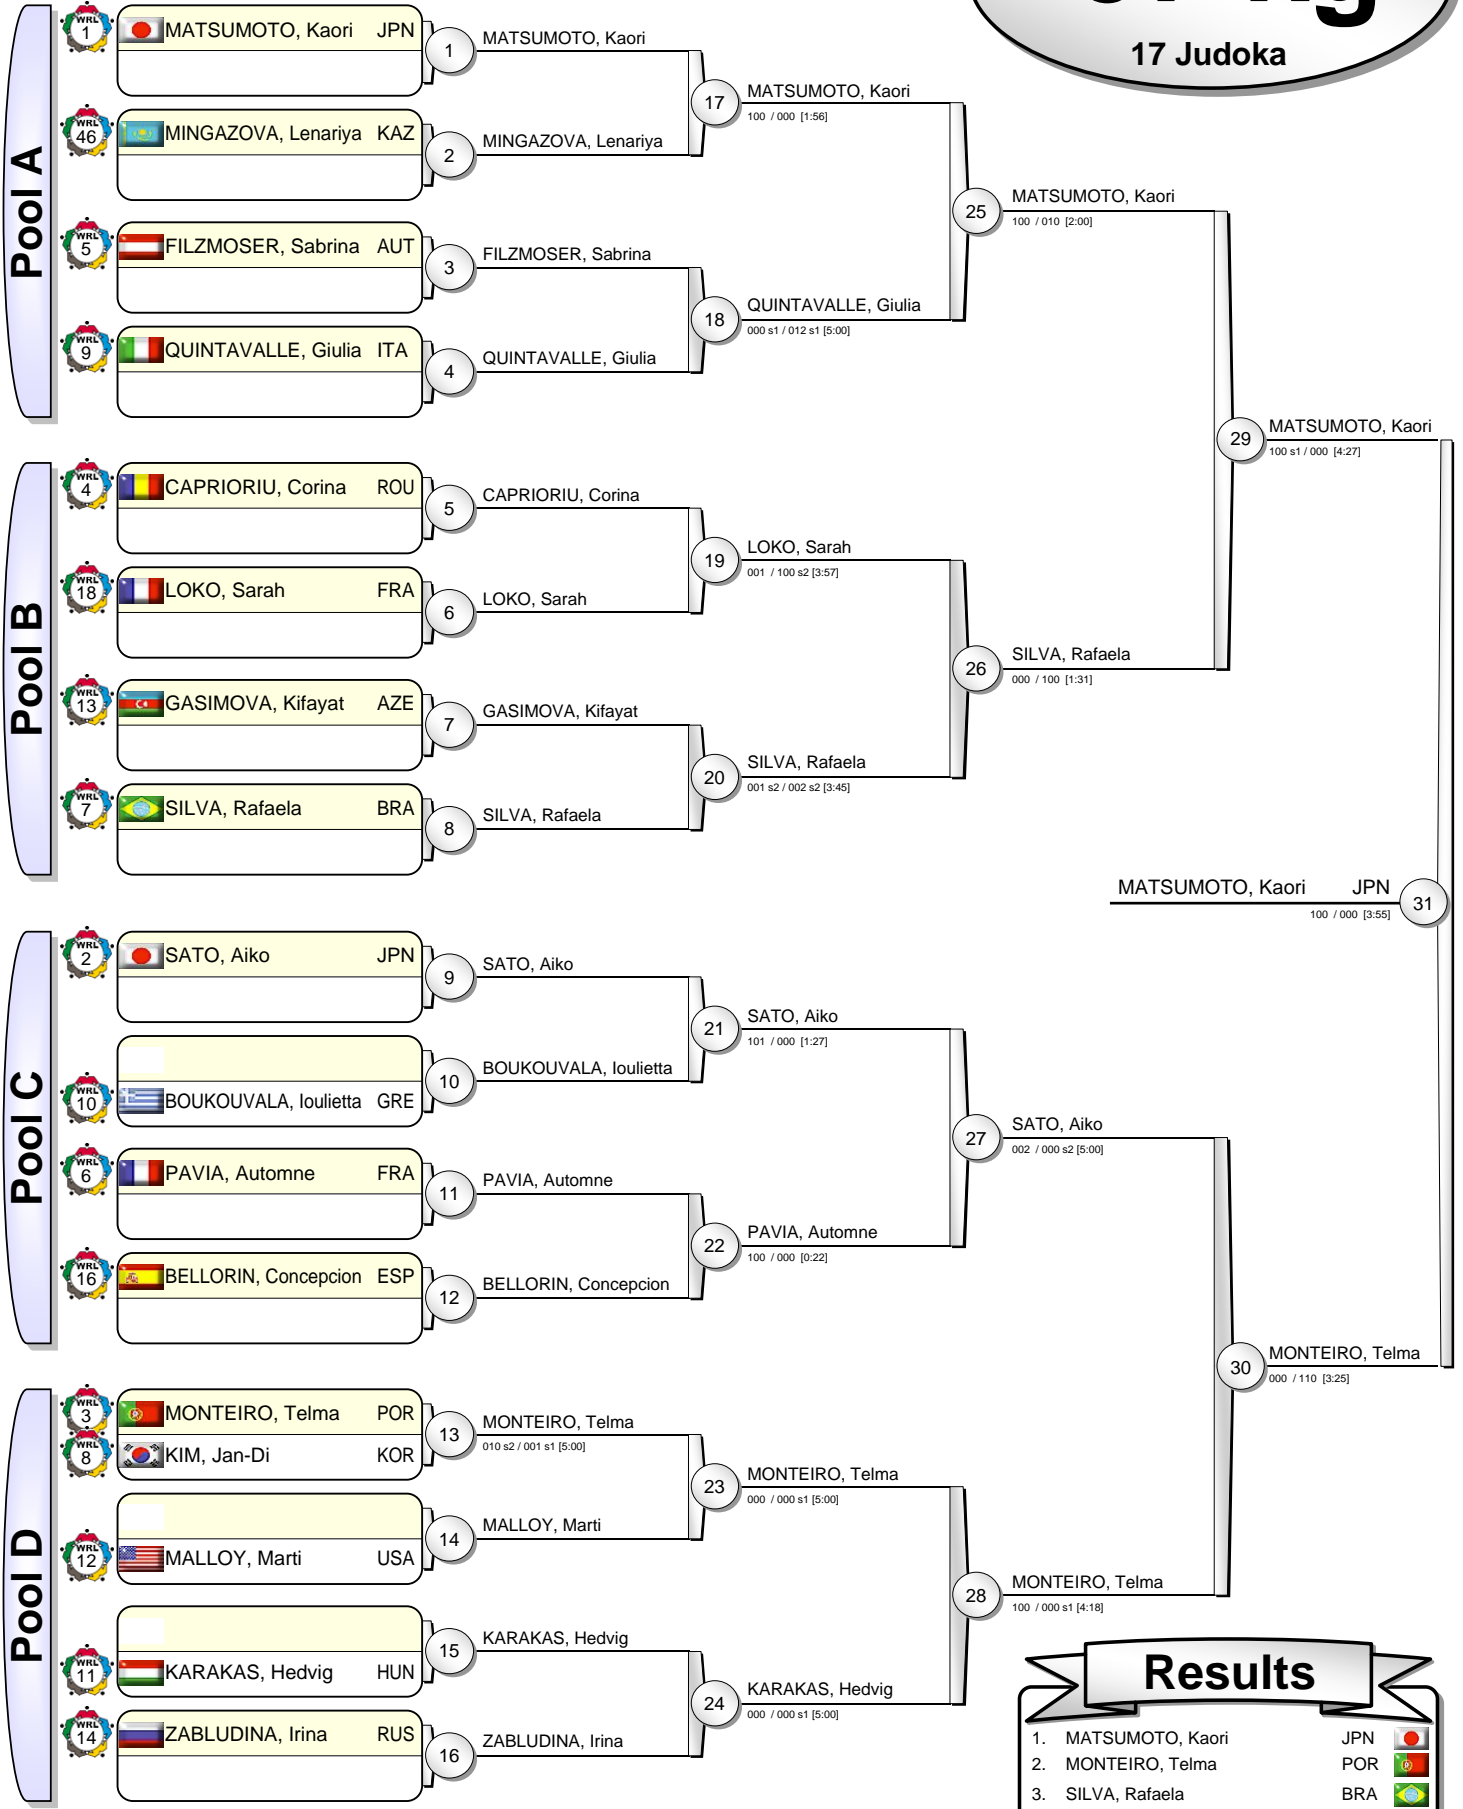 17 Judoka
Pool A
WRL 1 MATSUMOTO, Kaori JPN
1 MATSUMOTO, Kaori
17 MATSUMOTO, Kaori
100 / 000 [1:56]
WRL 46 MINGAZOVA, Lenariya KAZ
2 MINGAZOVA, Lenariya
25 MATSUMOTO, Kaori
100 / 010 [2:00]
WRL 5 FILZMOSER, Sabrina AUT
3 FILZMOSER, Sabrina
18 QUINTAVALLE, Giulia
000 s1 / 012 s1 [5:00]
WRL 9 QUINTAVALLE, Giulia ITA
4 QUINTAVALLE, Giulia
29 MATSUMOTO, Kaori
100 s1 / 000 [4:27]
Pool B
WRL 4 CAPRIORIU, Corina ROU
5 CAPRIORIU, Corina
19 LOKO, Sarah
001 / 100 s2 [3:57]
WRL 18 LOKO, Sarah FRA
6 LOKO, Sarah
26 SILVA, Rafaela
000 / 100 [1:31]
WRL 13 GASIMOVA, Kifayat AZE
7 GASIMOVA, Kifayat
20 SILVA, Rafaela
001 s2 / 002 s2 [3:45]
WRL 7 SILVA, Rafaela BRA
8 SILVA, Rafaela
MATSUMOTO, Kaori JPN 31
100 / 000 [3:55]
Pool C
WRL 2 SATO, Aiko JPN
9 SATO, Aiko
21 SATO, Aiko
101 / 000 [1:27]
10 BOUKOUVALA, Ioulietta
WRL 10 BOUKOUVALA, Ioulietta GRE
27 SATO, Aiko
002 / 000 s2 [5:00]
WRL 6 PAVIA, Automne FRA
11 PAVIA, Automne
22 PAVIA, Automne
100 / 000 [0:22]
WRL 16 BELLORIN, Concepcion ESP
12 BELLORIN, Concepcion
30 MONTEIRO, Telma
000 / 110 [3:25]
Pool D
WRL 3 MONTEIRO, Telma POR
13 MONTEIRO, Telma
010 s2 / 001 s1 [5:00]
WRL 8 KIM, Jan-Di KOR
23 MONTEIRO, Telma
000 / 000 s1 [5:00]
14 MALLOY, Marti
WRL 12 MALLOY, Marti USA
28 MONTEIRO, Telma
100 / 000 s1 [4:18]
15 KARAKAS, Hedvig
WRL 11 KARAKAS, Hedvig HUN
24 KARAKAS, Hedvig
000 / 000 s1 [5:00]
WRL 14 ZABLUDINA, Irina RUS
16 ZABLUDINA, Irina
Results
1. MATSUMOTO, Kaori JPN
2. MONTEIRO, Telma POR
3. SILVA, Rafaela BRA